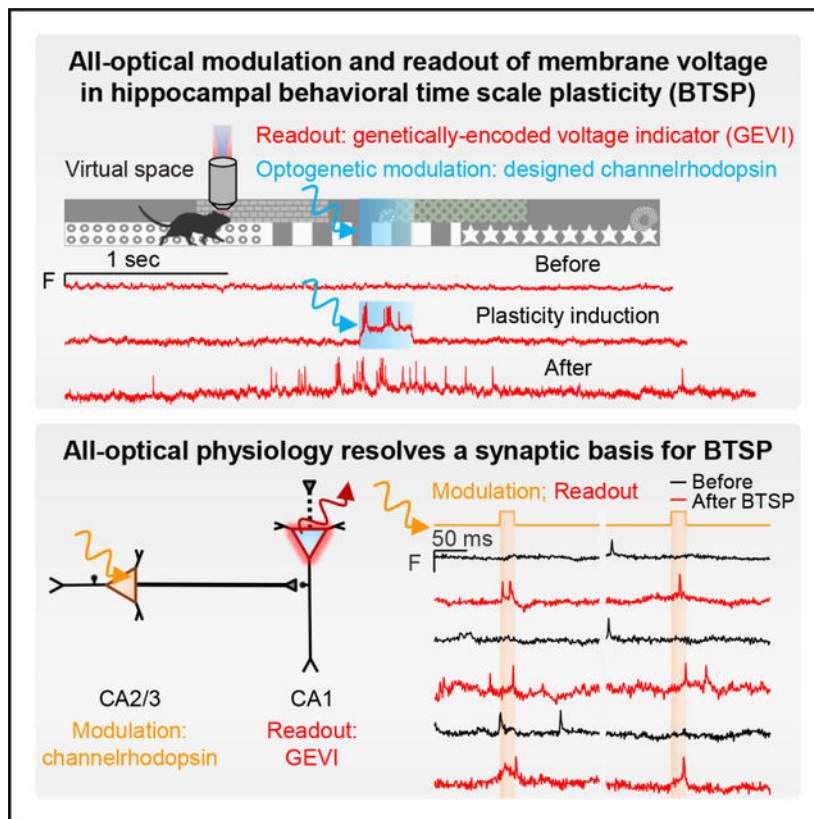 All-optical modulation and readout of membrane voltage
in hippocampal behavioral time scale plasticity (BTSP)
Readout: genetically-encoded voltage indicator (GEVI)
Virtual space
Optogenetic modulation: designed channelrhodopsin
1 sec
F
Before
Plasticity induction
After
All-optical physiology resolves a synaptic basis for BTSP
Modulation; Readout
Before
After BTSP
50 ms
F
CA2/3
CA1
Modulation:
channelrhodopsin
Readout:
GEVI